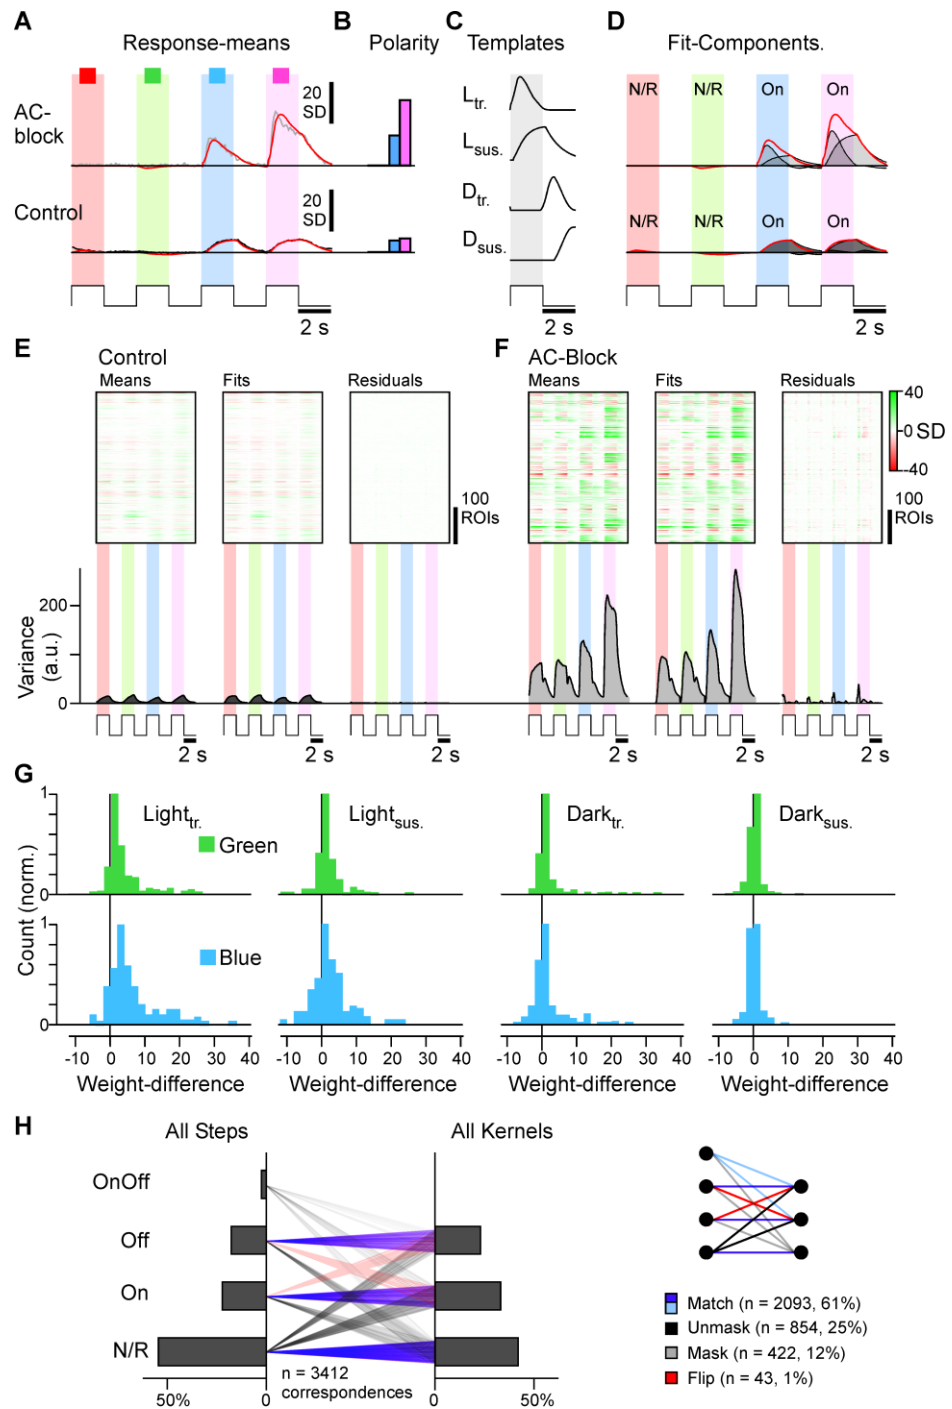 A
Response-means
B
Polarity
C
Templates
D
Fit-Components.
AC-
block
20
SD
Control
20
SD
2 s
Ltr.
Lsus.
Dtr.
Dsus.
2 s
N/R
N/R
On
On
N/R
N/R
On
On
2 s
E
Control
Means
Fits
Residuals
100
ROIs
F
AC-Block
Means
Fits
Residuals
40
0 SD
-40
100
ROIs
Variance
(a.u.)
200
0
2 s
2 s
2 s
2 s
G
Count (norm.)
1
0
1
0
Lighttr.
Green
Blue
Lightsus.
Darktr.
Darksus.
-10 0 10 20 30 40
Weight-difference
-10 0 10 20 30 40
Weight-difference
-10 0 10 20 30 40
Weight-difference
-10 0 10 20 30 40
Weight-difference
H
All Steps
All Kernels
OnOff
Off
On
N/R
50%
0
n = 3412
correspondences
0
50%
Match (n = 2093, 61%)
Unmask (n = 854, 25%)
Mask (n = 422, 12%)
Flip (n = 43, 1%)